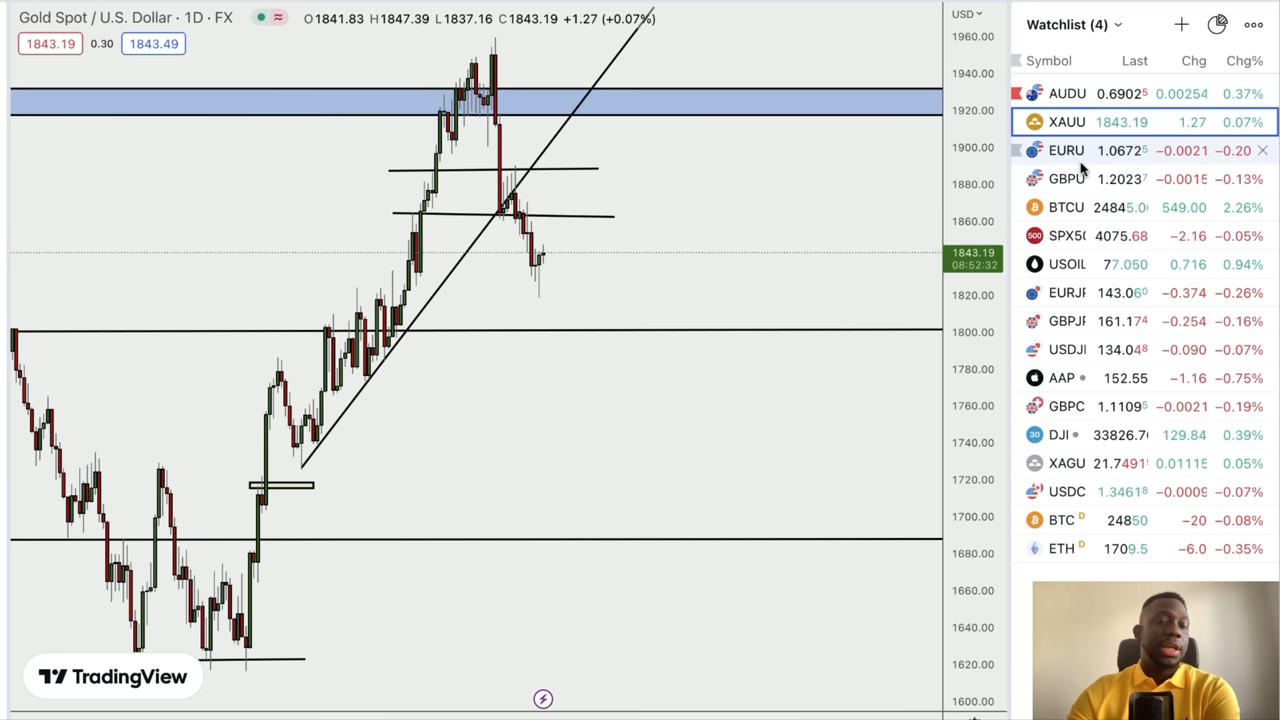 Gold Spot / U.S. Dollar · 1D · FX O1841.83 H1847.39 L1837.16 C1843.19 +1.27 (+0.07%)
1843.19 0.30 1843.49
USD
1960.00
1940.00
1920.00
1900.00
1880.00
1860.00
1843.19
08:52:32
1820.00
1800.00
1780.00
1760.00
1740.00
1720.00
1700.00
1680.00
1660.00
1640.00
1620.00
1600.00
TradingView
Watchlist (4)
Symbol Last Chg Chg%
AUDU 0.69025 0.00254 0.37%
XAUU 1843.19 1.27 0.07%
EURU 1.06725 −0.0021 −0.20
GBPU 1.20237 −0.0015 −0.13%
BTCU 24845.0 549.00 2.26%
500 SPX50 4075.68 −2.16 −0.05%
USOIL 77.050 0.716 0.94%
EURJP 143.060 −0.374 −0.26%
GBPJP 161.174 −0.254 −0.16%
USDJ 134.048 −0.090 −0.07%
AAP 152.55 −1.16 −0.75%
GBPC 1.11095 −0.0021 −0.19%
30 DJI 33826.7 129.84 0.39%
XAGU 21.7491 0.01115 0.05%
USDC 1.34618 −0.0009 −0.07%
BTC D 24850 −20 −0.08%
ETH D 1709.5 −6.0 −0.35%